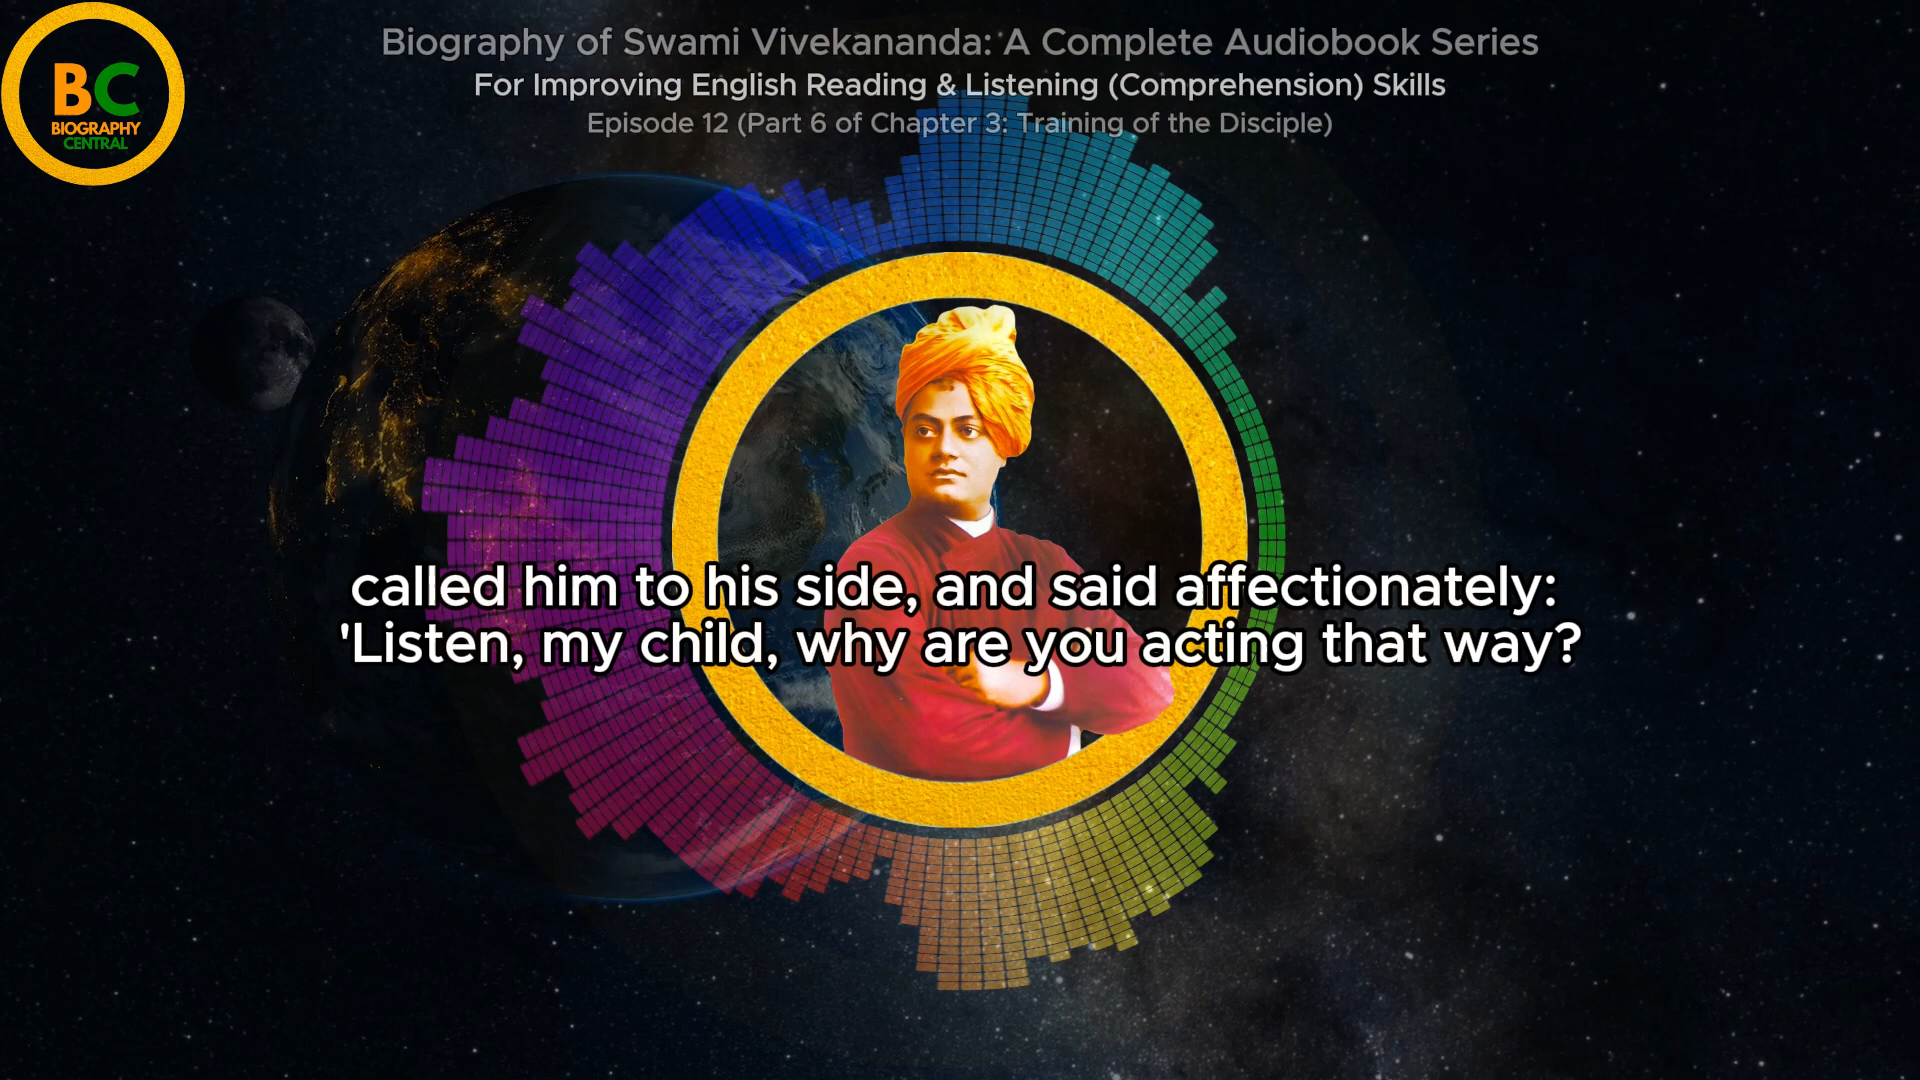 BC
BIOGRAPHY
CENTRAL
Biography of Swami Vivekananda: A Complete Audiobook Series
For Improving English Reading & Listening (Comprehension) Skills
Episode 12 (Part 6 of Chapter 3: Training of the Disciple)
called him to his side, and said affectionately:
'Listen, my child, why are you acting that way?